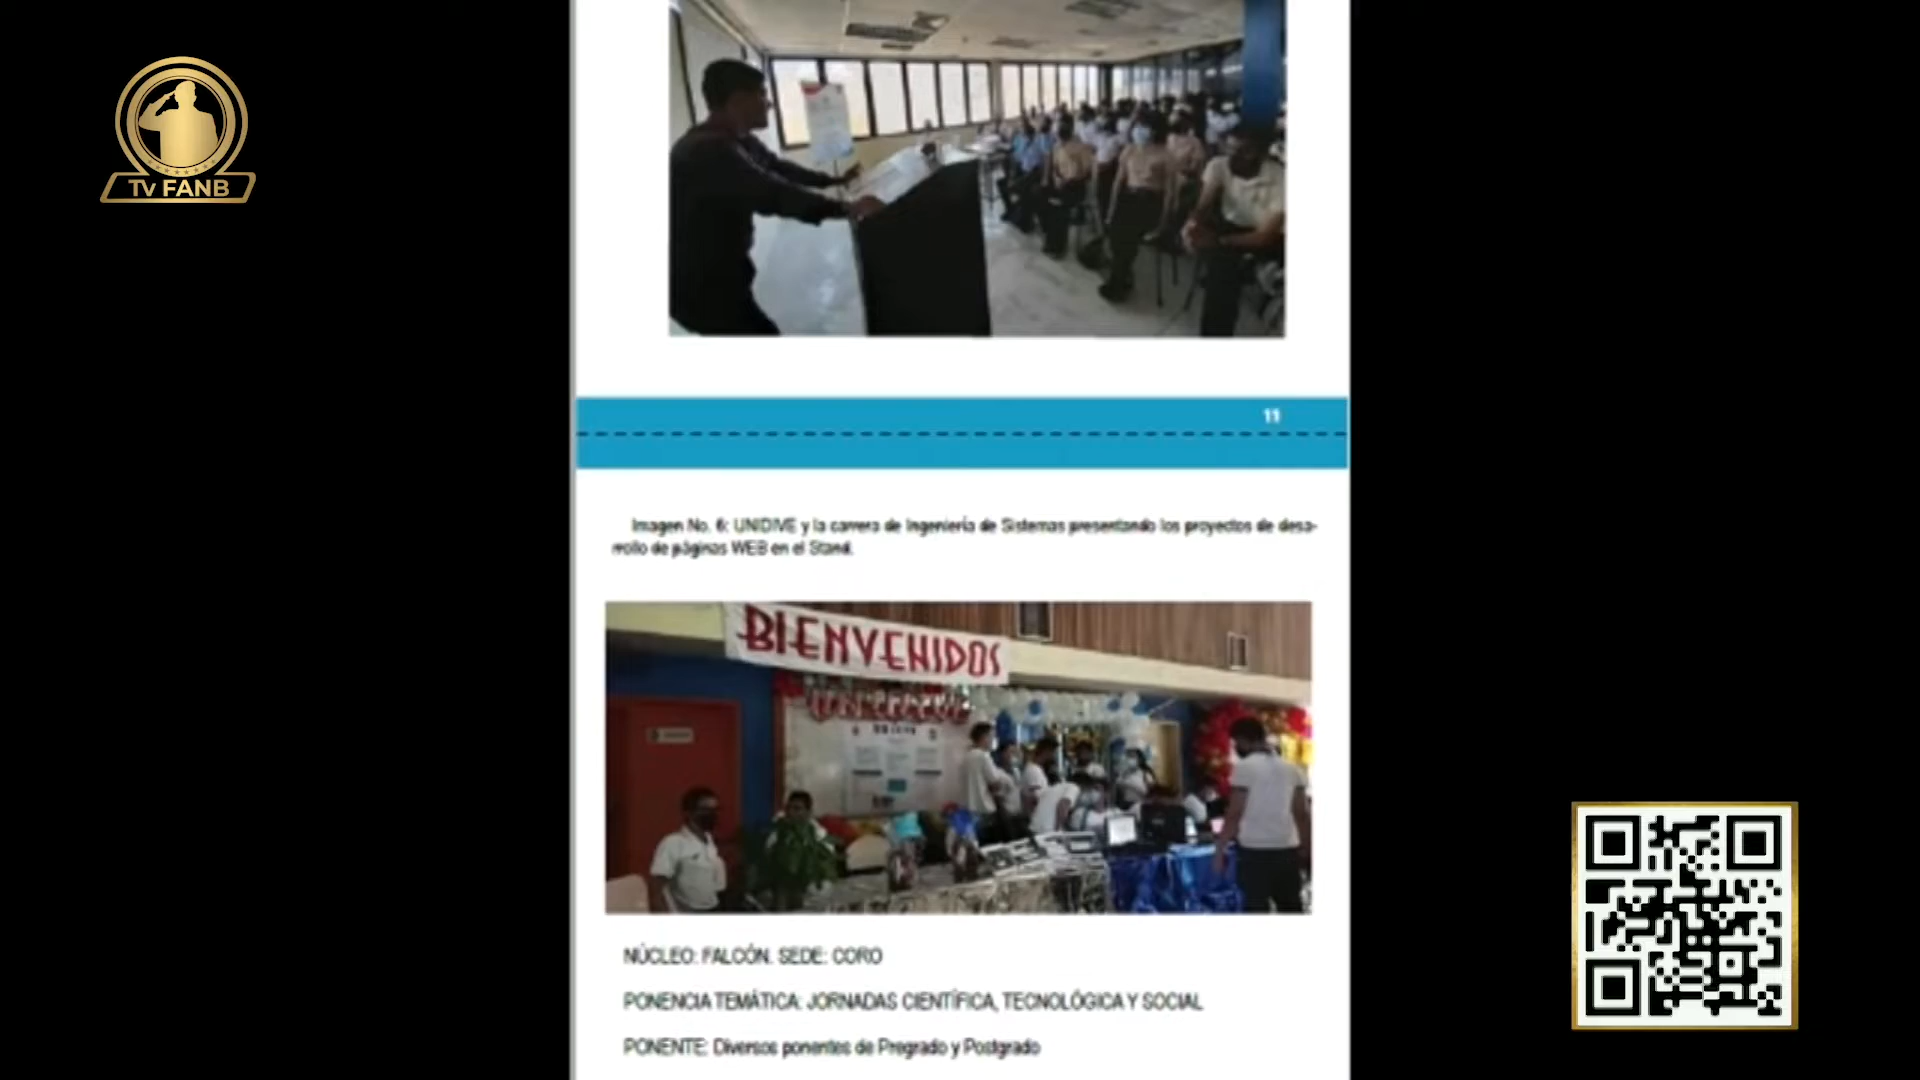 Tv FANB
11
Imagen No. 6: UNIDIVE y la carrera de Ingeniería de Sistemas presentando los proyectos de desa-
rrollo de páginas WEB en el Stand.
BIENVENIDOS
NÚCLEO: FALCÓN. SEDE: CORO
PONENCIA TEMÁTICA: JORNADAS CIENTÍFICA, TECNOLÓGICA Y SOCIAL
PONENTE: Diversos ponentes de Pregrado y Postgrado